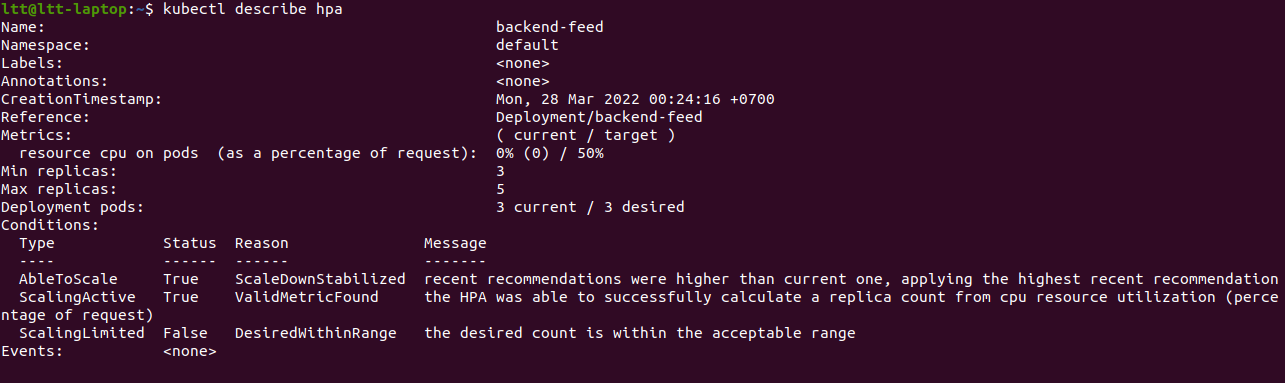 ltt@ltt-laptop:~$ kubectl describe hpa
Name:                                                  backend-feed
Namespace:                                             default
Labels:                                                <none>
Annotations:                                           <none>
CreationTimestamp:                                     Mon, 28 Mar 2022 00:24:16 +0700
Reference:                                             Deployment/backend-feed
Metrics:                                               ( current / target )
  resource cpu on pods  (as a percentage of request):  0% (0) / 50%
Min replicas:                                          3
Max replicas:                                          5
Deployment pods:                                       3 current / 3 desired
Conditions:
  Type            Status  Reason               Message
  ----            ------  ------               -------
  AbleToScale     True    ScaleDownStabilized  recent recommendations were higher than current one, applying the highest recent recommendation
  ScalingActive   True    ValidMetricFound     the HPA was able to successfully calculate a replica count from cpu resource utilization (perce
ntage of request)
  ScalingLimited  False   DesiredWithinRange   the desired count is within the acceptable range
Events:           <none>